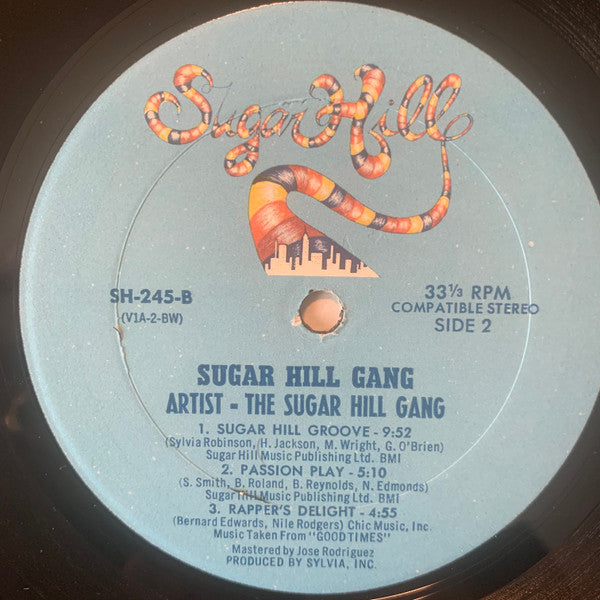 Sugar Hill
SH-245-B
(V1A-2-BW)
33 1/3 RPM
COMPATIBLE STEREO
SIDE 2
SUGAR HILL GANG
ARTIST - THE SUGAR HILL GANG
1. SUGAR HILL GROOVE - 9:52
(Sylvia Robinson, H. Jackson, M. Wright, G. O'Brien)
Sugar Hill Music Publishing Ltd. BMI
2. PASSION PLAY - 5:10
(S. Smith, B. Roland, B. Reynolds, N. Edmonds)
Sugar Hill Music Publishing Ltd. BMI
3. RAPPER'S DELIGHT - 4:55
(Bernard Edwards, Nile Rodgers) Chic Music, Inc.
Music Taken From "GOOD TIMES"
Mastered by Jose Rodriguez
PRODUCED BY SYLVIA, INC.